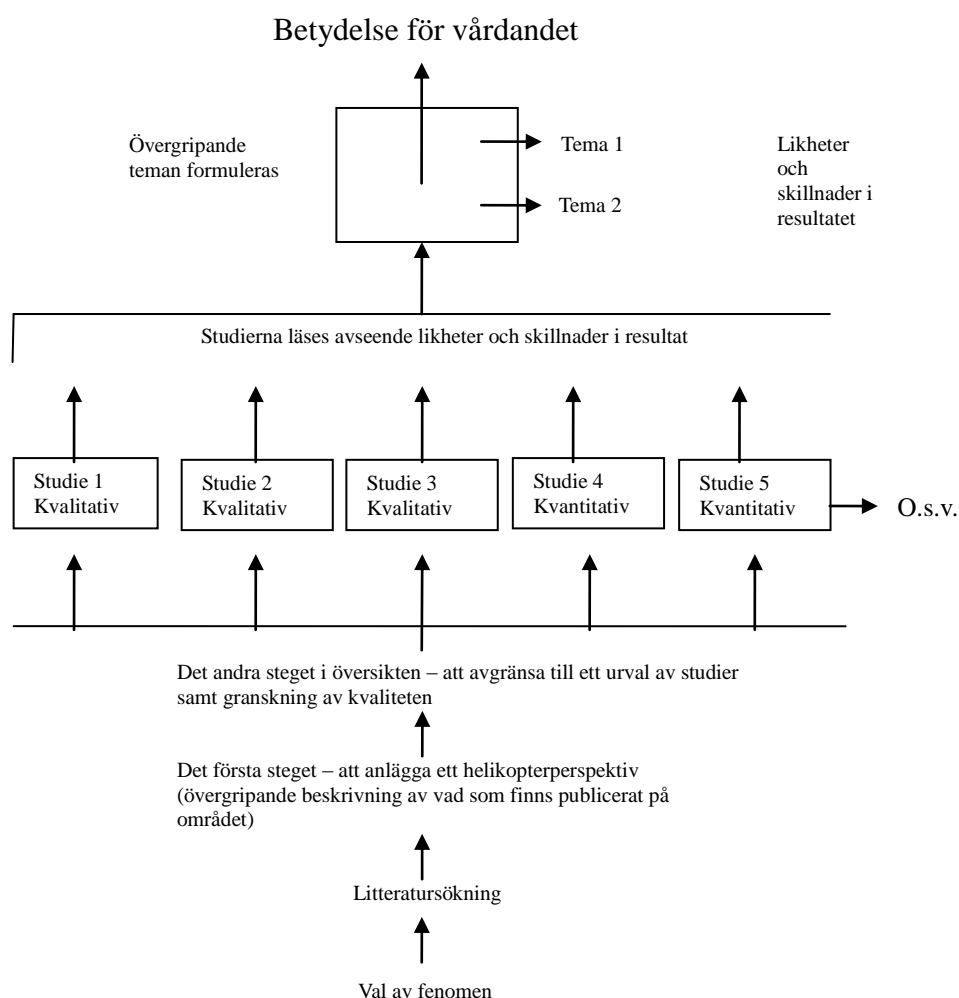 Betydelse för vårdandet
Övergripande
teman formuleras
Tema 1
Tema 2
Likheter
och
skillnader i
resultatet
Studierna läses avseende likheter och skillnader i resultat
Studie 1
Kvalitativ
Studie 2
Kvalitativ
Studie 3
Kvalitativ
Studie 4
Kvantitativ
Studie 5
Kvantitativ
O.s.v.
Det andra steget i översikten – att avgränsa till ett urval av studier
samt granskning av kvaliteten
Det första steget – att anlägga ett helikopterperspektiv
(övergripande beskrivning av vad som finns publicerat på
området)
Litteratursökning
Val av fenomen